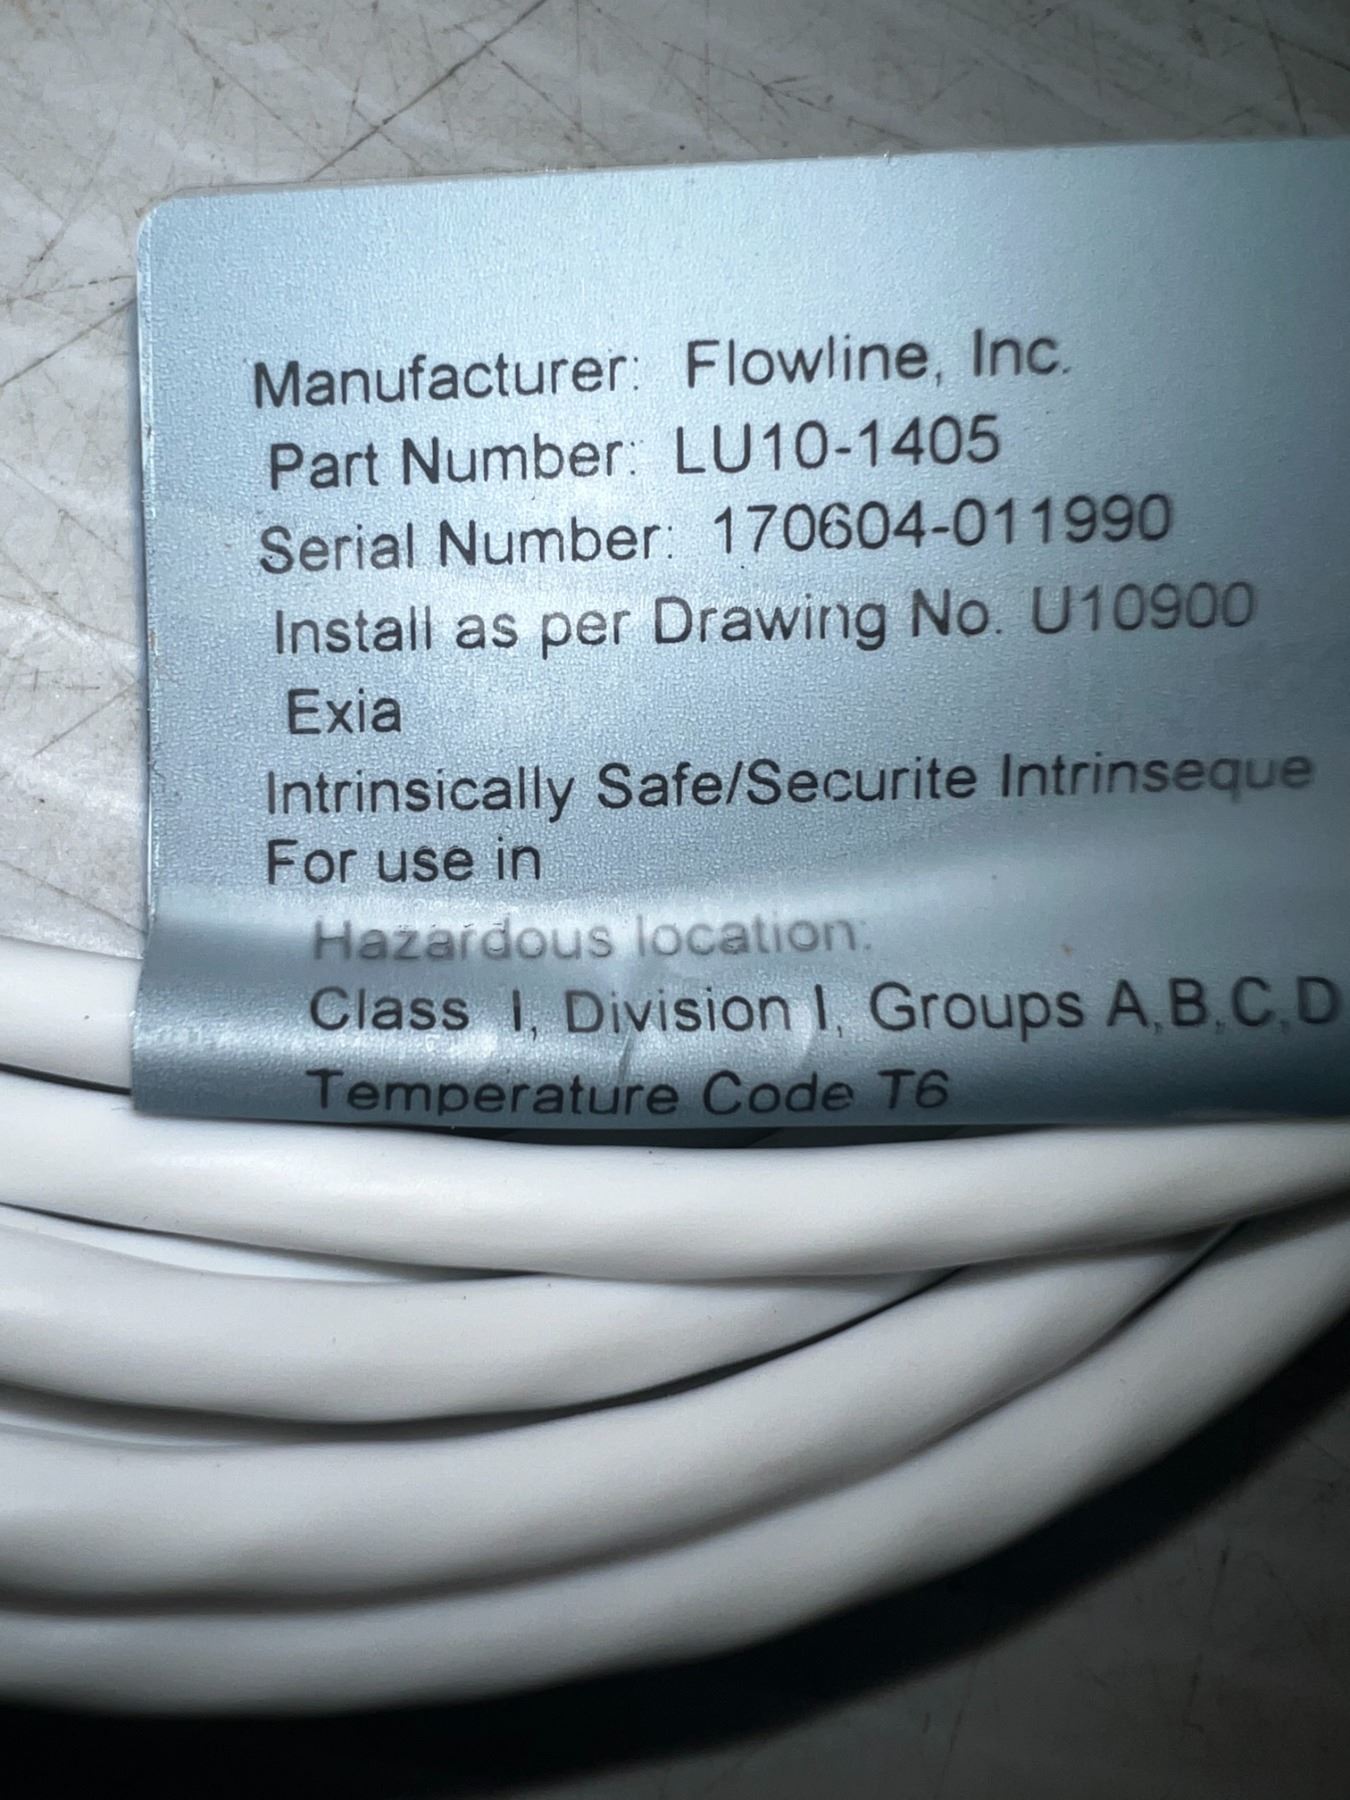 Manufacturer: Flowline, Inc.
Part Number: LU10-1405
Serial Number: 170604-011990
Install as per Drawing No. U10900
Exia
Intrinsically Safe/Securite Intrinseque
For use in
Hazardous location:
Class I, Division I, Groups A,B,C,D
Temperature Code T6